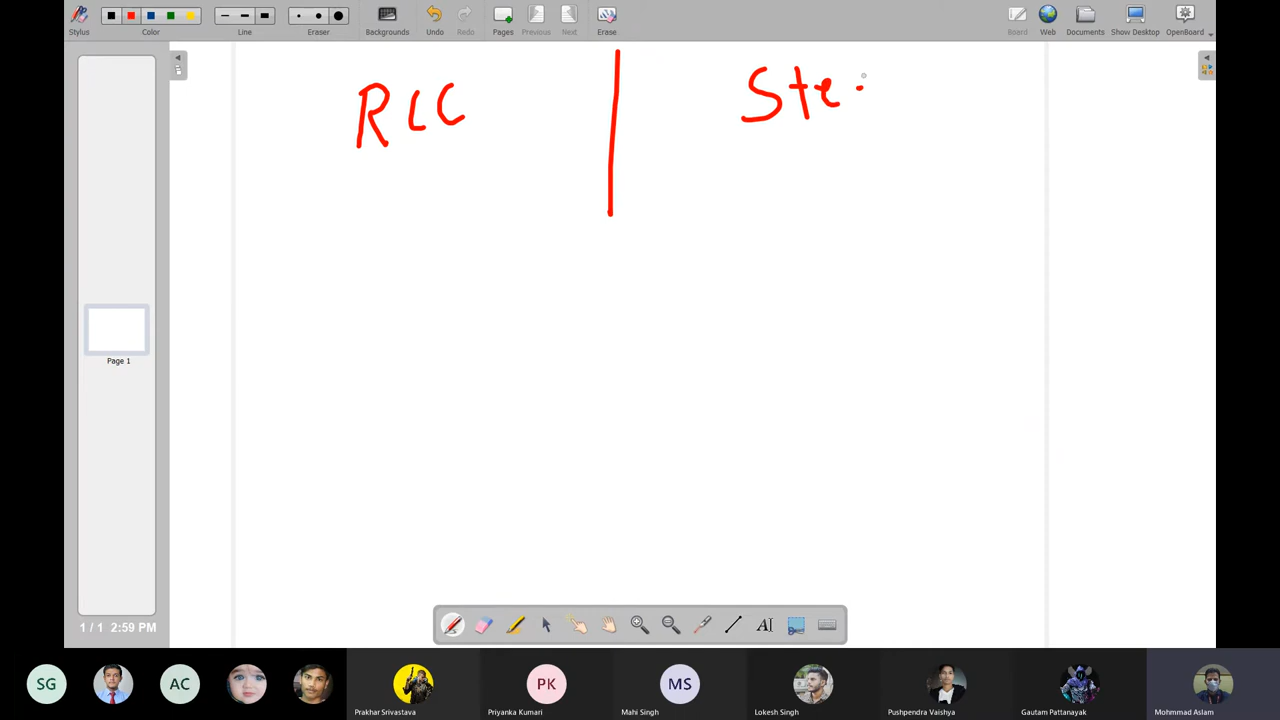 Stylus Color Line Eraser Backgrounds Undo Redo Pages Previous Next Erase Board Web Documents Show Desktop OpenBoard
RCC Ste
Page 1
1 / 1 2:59 PM
AI
SG AC PK MS
Prakhar Srivastava Priyanka Kumari Mahi Singh Lokesh Singh Pushpendra Vaishya Gautam Pattanayak Mohmmad Aslam